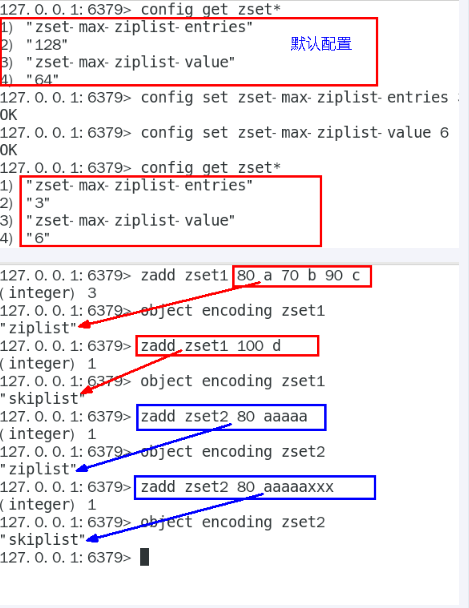 127.0.0.1:6379> config get zset*
1) "zset-max-ziplist-entries"
2) "128"
默认配置
3) "zset-max-ziplist-value"
4) "64"
127.0.0.1:6379> config set zset-max-ziplist-entries
OK
127.0.0.1:6379> config set zset-max-ziplist-value 6
OK
127.0.0.1:6379> config get zset*
1) "zset-max-ziplist-entries"
2) "3"
3) "zset-max-ziplist-value"
4) "6"
127.0.0.1:6379> zadd zset1 80 a 70 b 90 c
(integer) 3
127.0.0.1:6379> object encoding zset1
"ziplist"
127.0.0.1:6379> zadd zset1 100 d
(integer) 1
127.0.0.1:6379> object encoding zset1
"skiplist"
127.0.0.1:6379> zadd zset2 80 aaaaa
(integer) 1
127.0.0.1:6379> object encoding zset2
"ziplist"
127.0.0.1:6379> zadd zset2 80 aaaaaxxx
(integer) 1
127.0.0.1:6379> object encoding zset2
"skiplist"
127.0.0.1:6379>